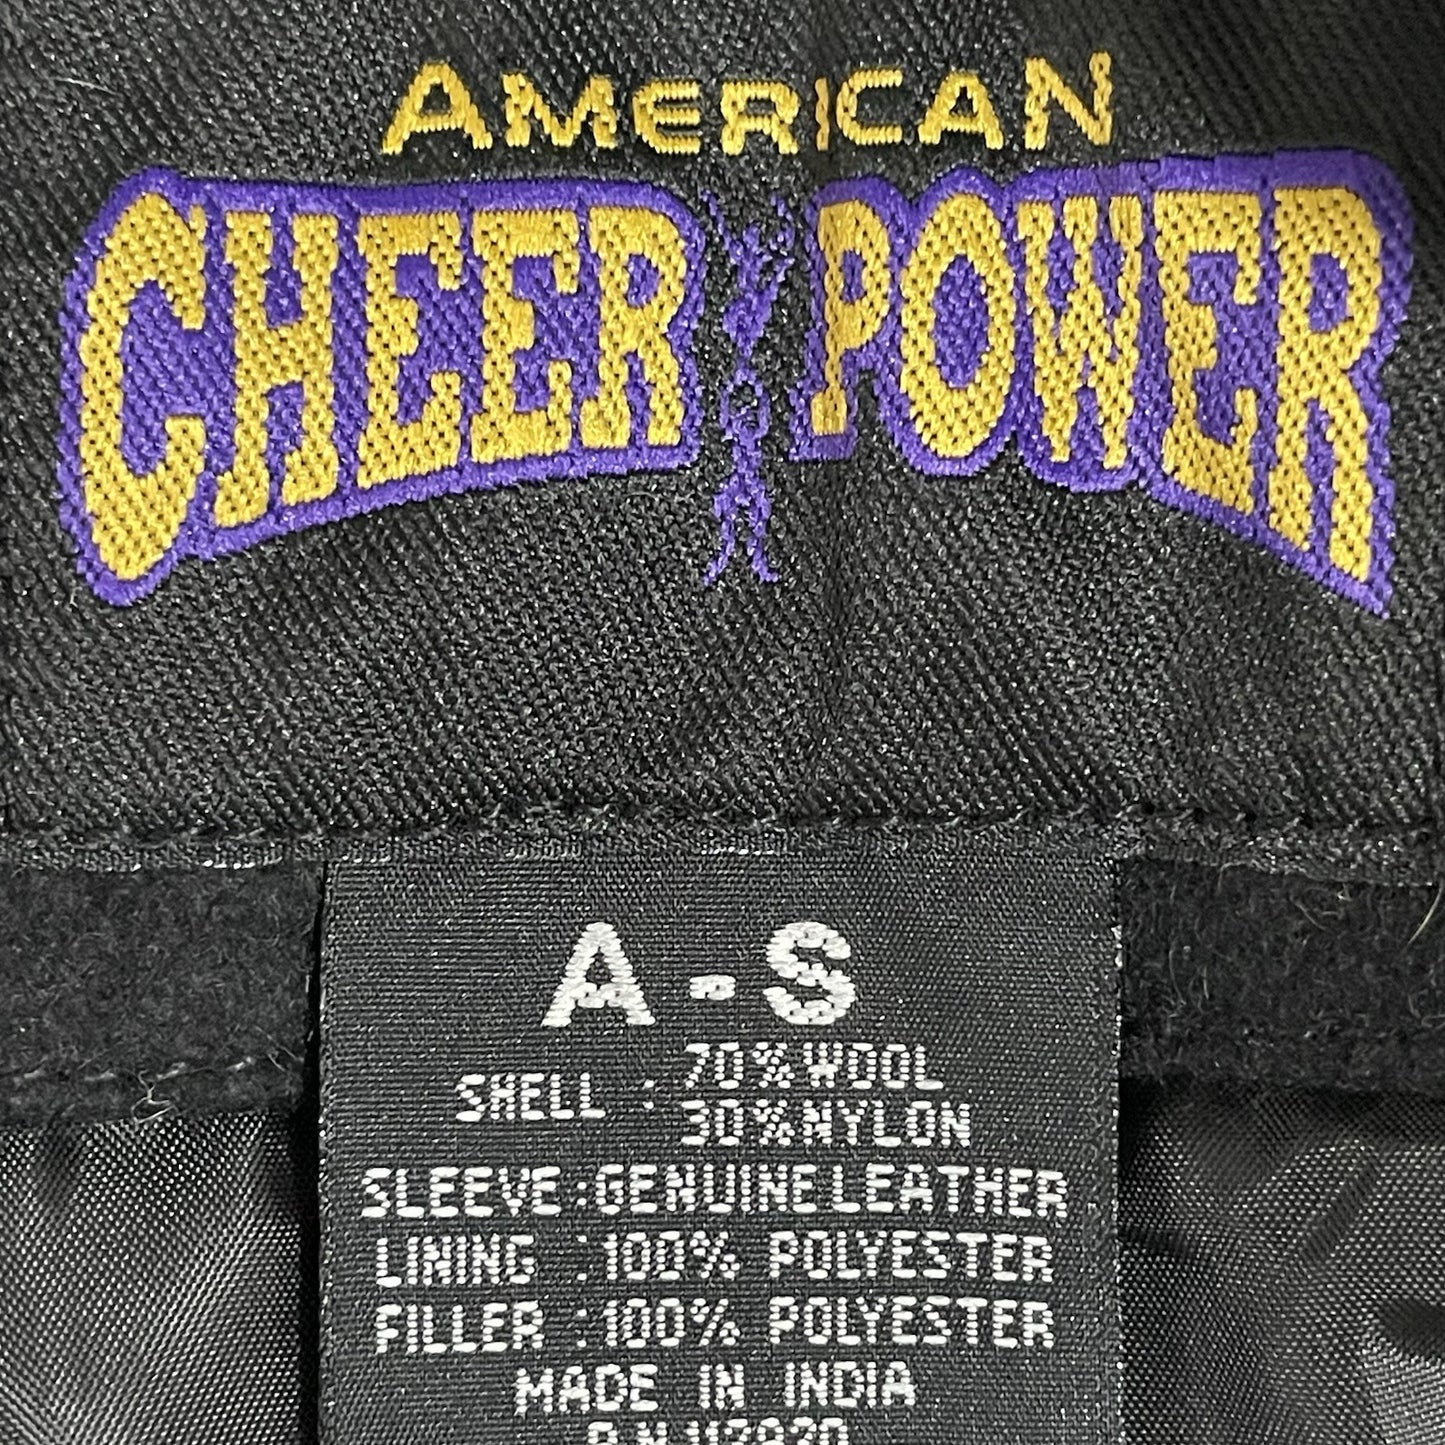 AMERICAN
CHEER POWER
A-S
SHELL : 70% WOOL
30% NYLON
SLEEVE: GENUINE LEATHER
LINING :100% POLYESTER
FILLER :100% POLYESTER
MADE IN INDIA